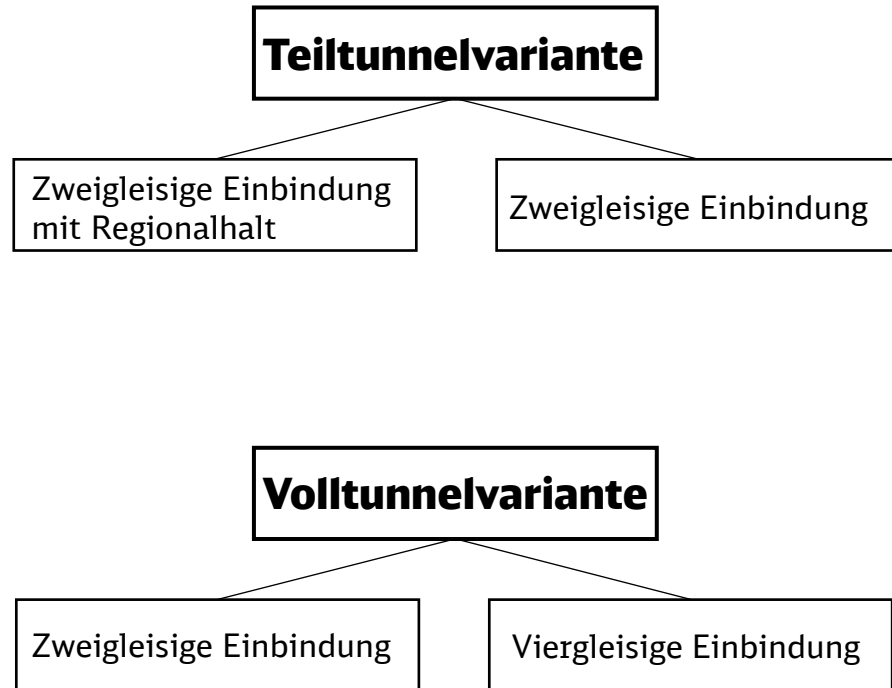 Teiltunnelvariante
Zweigleisige Einbindung
mit Regionalhalt
Zweigleisige Einbindung
Volltunnelvariante
Zweigleisige Einbindung
Viergleisige Einbindung